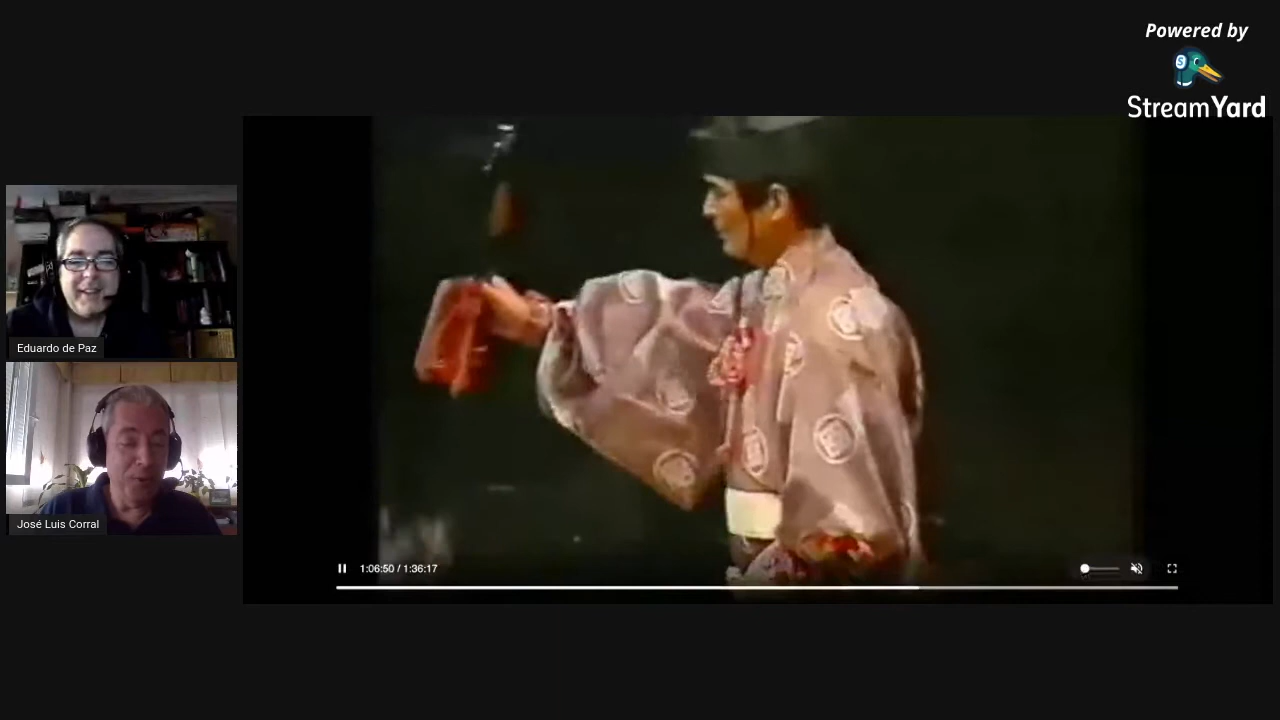 Powered by
StreamYard
Eduardo de Paz
José Luis Corral
1:06:50 / 1:36:17